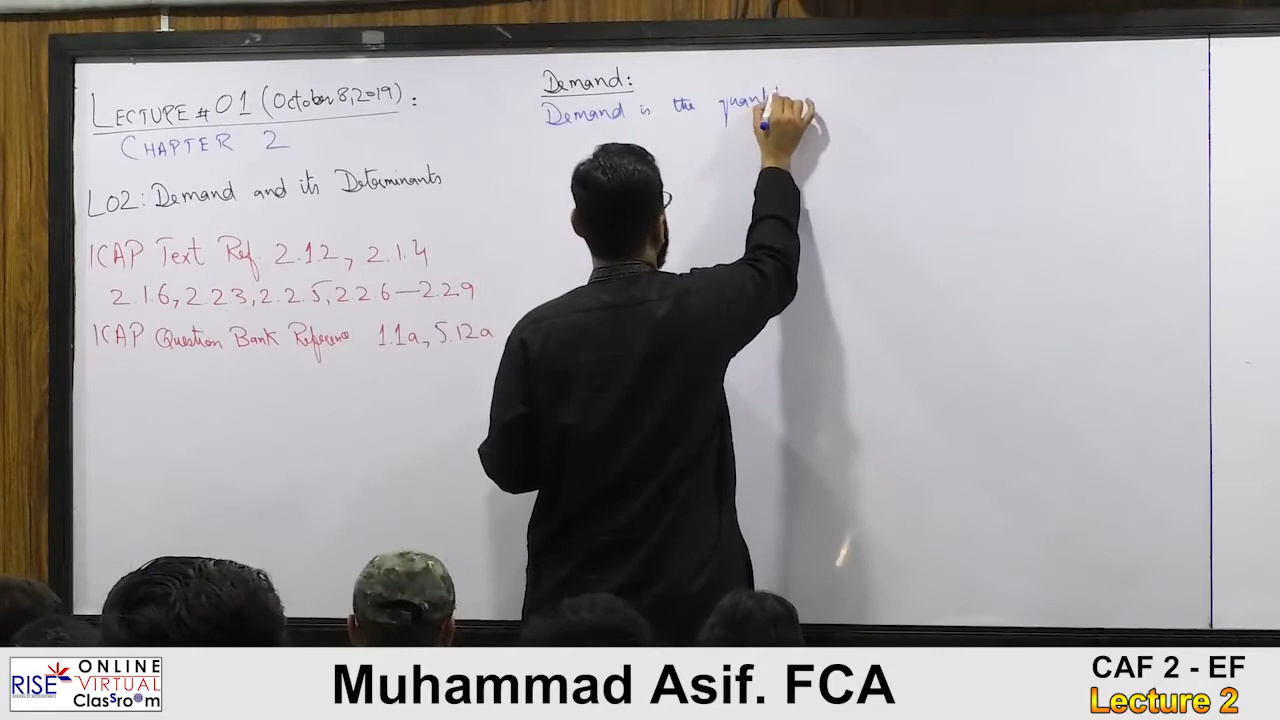 LECTURE # 01 (October 8, 2019) :
CHAPTER 2
LO2: Demand and its Determinants
ICAP Text Ref. 2.1.2, 2.1.4
2.1.6, 2.2.3, 2.2.5, 2.2.6—2.2.9
ICAP Question Bank Reference 1.1a, 5.12a
Demand:
Demand is the quanti
RISE
ONLINE
VIRTUAL
Classroom
Muhammad Asif. FCA
CAF 2 - EF
Lecture 2